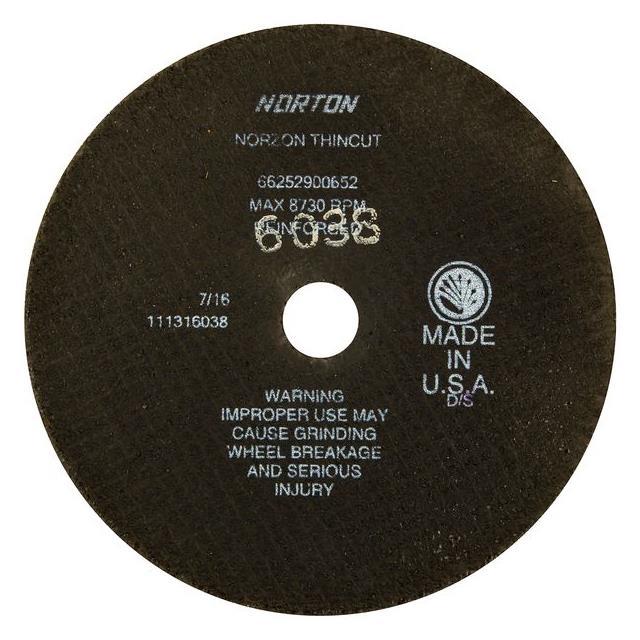 NORTON
NORZON THINCUT
66252900652
MAX 8730 RPM
REINFORCED
6038
7/16
111316038
MADE
IN
U.S.A.
D/S
WARNING
IMPROPER USE MAY
CAUSE GRINDING
WHEEL BREAKAGE
AND SERIOUS
INJURY